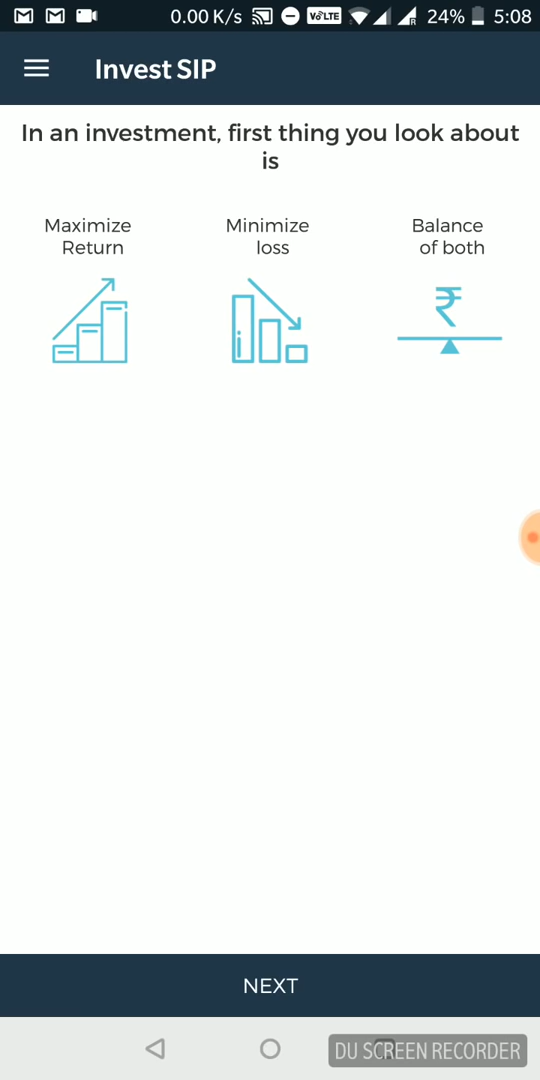 0.00 K/s VoLTE R 24% 5:08
Invest SIP
In an investment, first thing you look about
is
Maximize Return
Minimize loss
Balance of both
₹
NEXT
DU SCREEN RECORDER